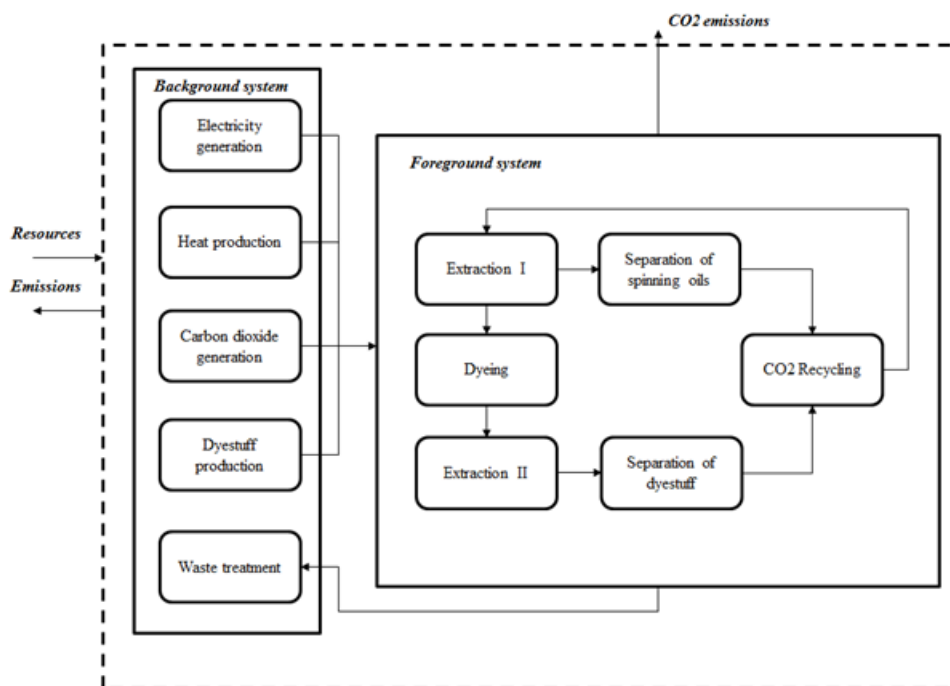 CO2 emissions
Background system
Electricity
generation
Foreground system
Resources
Heat production
Extraction I
Separation of
spinning oils
Emissions
Carbon dioxide
generation
Dyeing
CO2 Recycling
Dyestuff
production
Extraction II
Separation of
dyestuff
Waste treatment